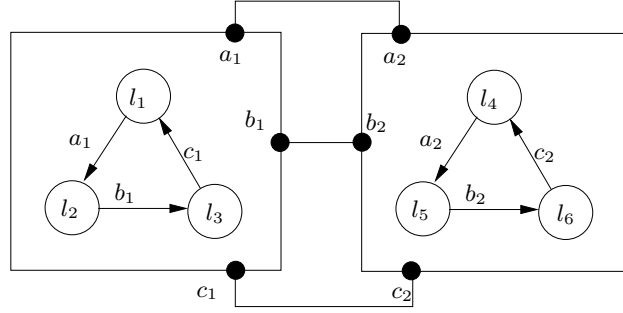 a₁
a₂
b₁
b₂
l₁
l₄
a₁
c₁
a₂
c₂
l₂
b₁
l₃
l₅
b₂
l₆
c₁
c₂